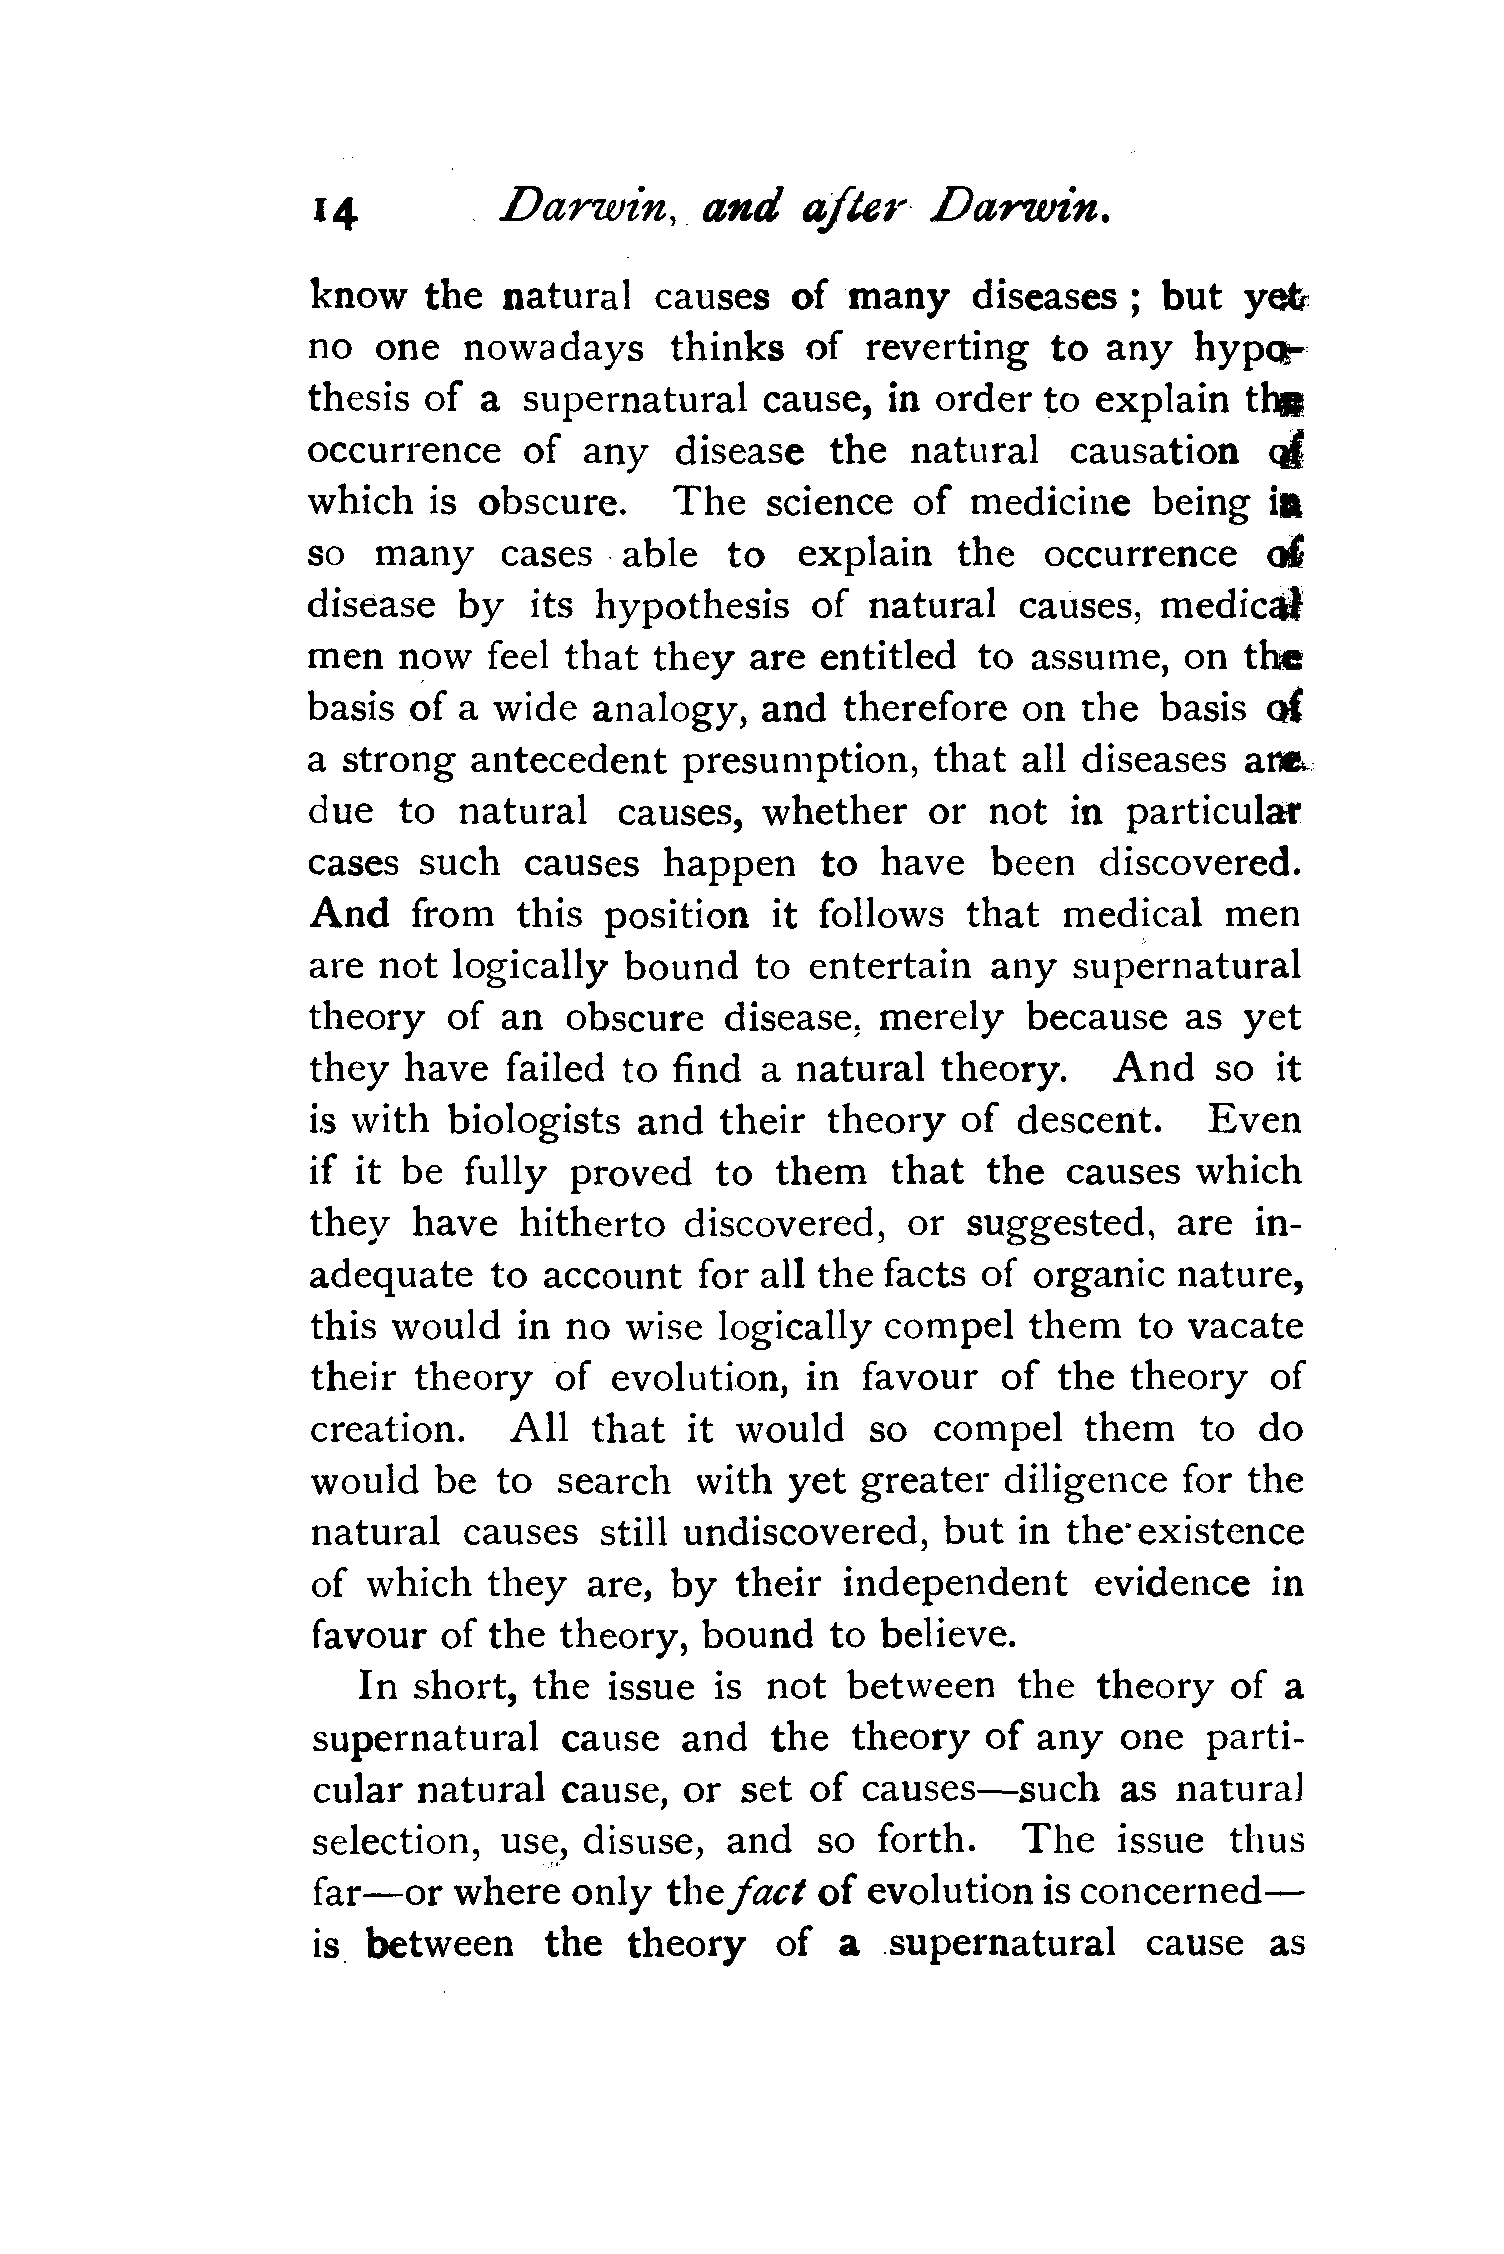 14 Darwin, and after Darwin.
know the natural causes of many diseases ; but yet
no one nowadays thinks of reverting to any hypo-
thesis of a supernatural cause, in order to explain the
occurrence of any disease the natural causation of
which is obscure. The science of medicine being in
so many cases able to explain the occurrence of
disease by its hypothesis of natural causes, medical
men now feel that they are entitled to assume, on the
basis of a wide analogy, and therefore on the basis of
a strong antecedent presumption, that all diseases are
due to natural causes, whether or not in particular
cases such causes happen to have been discovered.
And from this position it follows that medical men
are not logically bound to entertain any supernatural
theory of an obscure disease, merely because as yet
they have failed to find a natural theory. And so it
is with biologists and their theory of descent. Even
if it be fully proved to them that the causes which
they have hitherto discovered, or suggested, are in-
adequate to account for all the facts of organic nature,
this would in no wise logically compel them to vacate
their theory of evolution, in favour of the theory of
creation. All that it would so compel them to do
would be to search with yet greater diligence for the
natural causes still undiscovered, but in the existence
of which they are, by their independent evidence in
favour of the theory, bound to believe.
In short, the issue is not between the theory of a
supernatural cause and the theory of any one parti-
cular natural cause, or set of causes—such as natural
selection, use, disuse, and so forth. The issue thus
far—or where only the fact of evolution is concerned—
is between the theory of a supernatural cause as